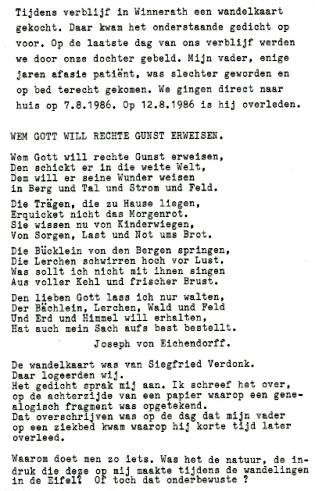 Tijdens verblijf in Winnerath een wandelkaart
gekocht. Daar kwam het onderstaande gedicht op
voor. Op de laatste dag van ons verblijf werden
we door onze dochter gebeld. Mijn vader, enige
jaren afasie patiënt, was slechter geworden en
op bed terecht gekomen. We gingen direct naar
huis op 7.8.1986. Op 12.8.1986 is hij overleden.
WEM GOTT WILL RECHTE GUNST ERWEISEN.
Wem Gott will rechte Gunst erweisen,
Den schickt er in die weite Welt,
Dem will er seine Wunder weisen
in Berg und Tal und Strom und Feld.
Die Trägen, die zu Hause liegen,
Erquicket nicht das Morgenrot.
Sie wissen nu von Kinderwiegen,
Von Sorgen, Last und Not ums Brot.
Die Bücklein von den Bergen springen,
Die Lerchen schwirren hoch vor Lust.
Was sollt ich nicht mit ihnen singen
Aus voller Kehl und frischer Brust.
Den lieben Gott lass ich nur walten,
Der Bächlein, Lerchen, Wald und Feld
Und Erd und Himmel will erhalten,
Hat auch mein Sach aufs best bestellt.
Joseph von Eichendorff.
De wandelkaart was van Siegfried Verdonk.
Daar logeerden wij.
Het gedicht sprak mij aan. Ik schreef het over,
op de achterzijde van een papier waarop een gene-
alogisch fragment was opgetekend.
Dat overschrijven was op de dag dat mijn vader
op een ziekbed kwam waarop hij korte tijd later
overleed.
Waarom doet men zo iets. Was het de natuur, de in-
druk die deze op mij maakte tijdens de wandelingen
in de Eifel? Of toch dat onderbewuste ?